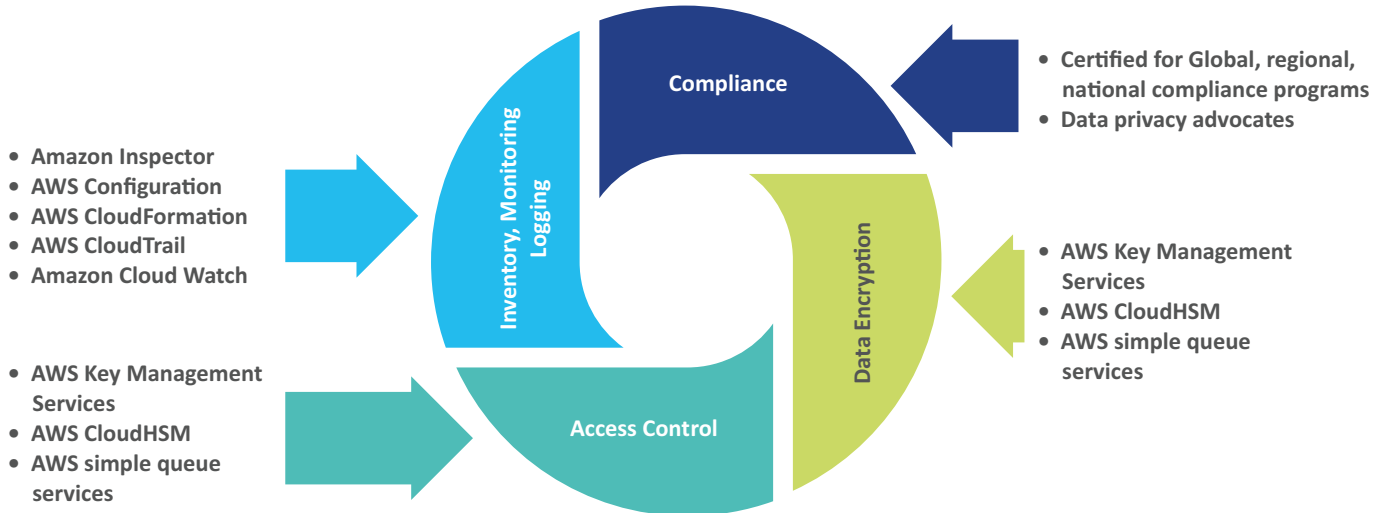 Compliance
• Certified for Global, regional,
national compliance programs
• Data privacy advocates
Inventory, Monitoring
Logging
• Amazon Inspector
• AWS Configuration
• AWS CloudFormation
• AWS CloudTrail
• Amazon Cloud Watch
Data Encryption
• AWS Key Management
Services
• AWS CloudHSM
• AWS simple queue
services
Access Control
• AWS Key Management
Services
• AWS CloudHSM
• AWS simple queue
services